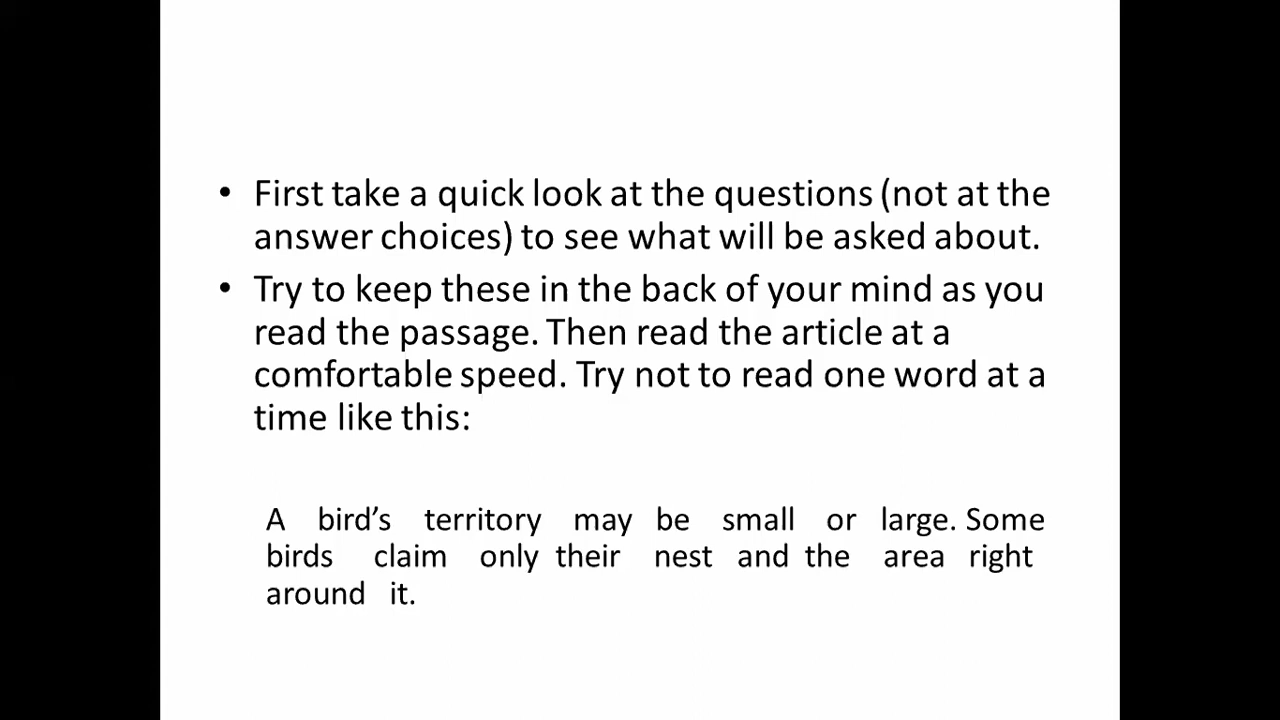 • First take a quick look at the questions (not at the
answer choices) to see what will be asked about.
• Try to keep these in the back of your mind as you
read the passage. Then read the article at a
comfortable speed. Try not to read one word at a
time like this:
A bird’s territory may be small or large. Some
birds claim only their nest and the area right
around it.